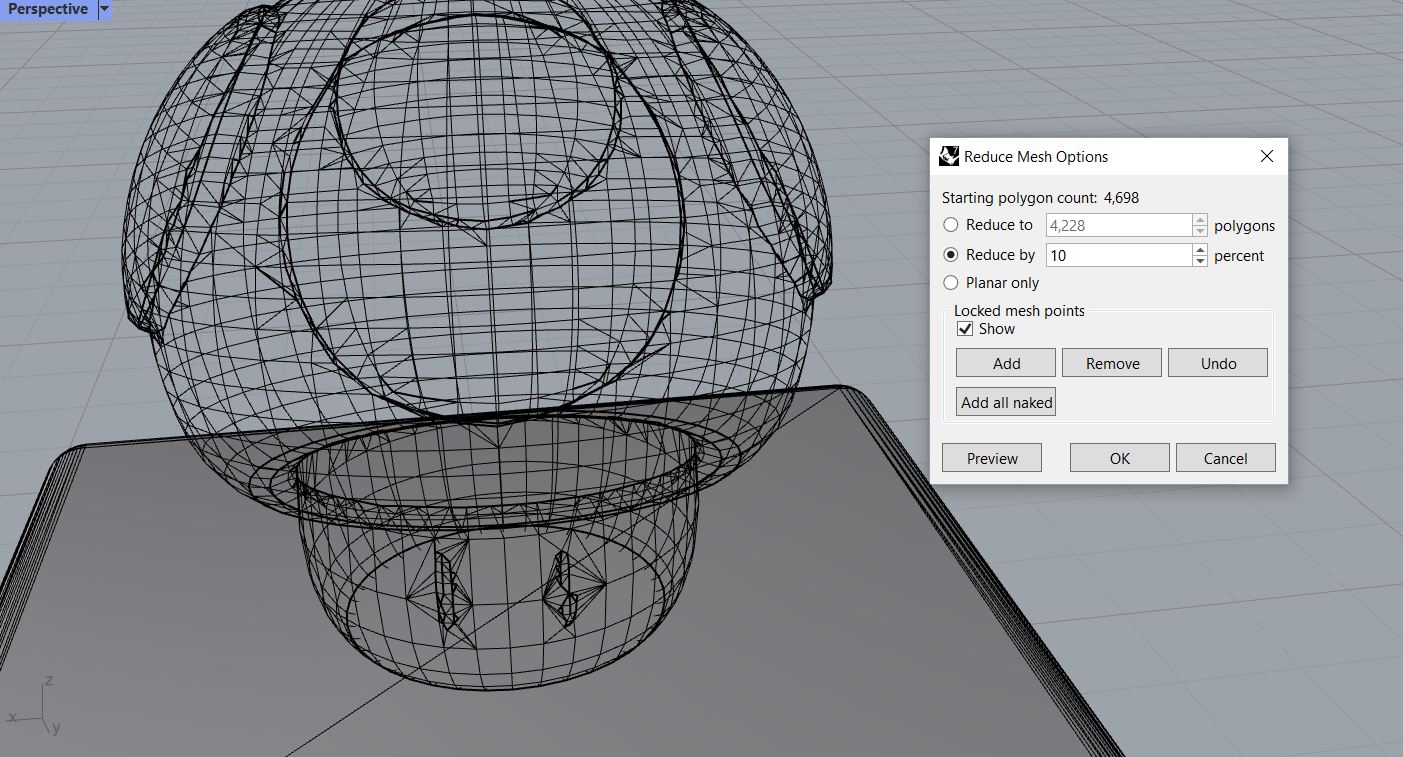 Perspective
Reduce Mesh Options
Starting polygon count: 4,698
Reduce to 4,228 polygons
Reduce by 10 percent
Planar only
Locked mesh points
Show
Add Remove Undo
Add all naked
Preview OK Cancel
z
x
y